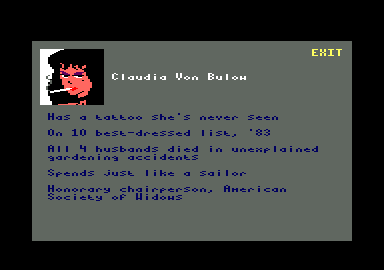 EXIT
Claudia Von Bulow
Has a tattoo she's never seen
On 10 best-dressed list, '83
All 4 husbands died in unexplained
gardening accidents
Spends just like a sailor
Honorary chairperson, American
Society of Widows